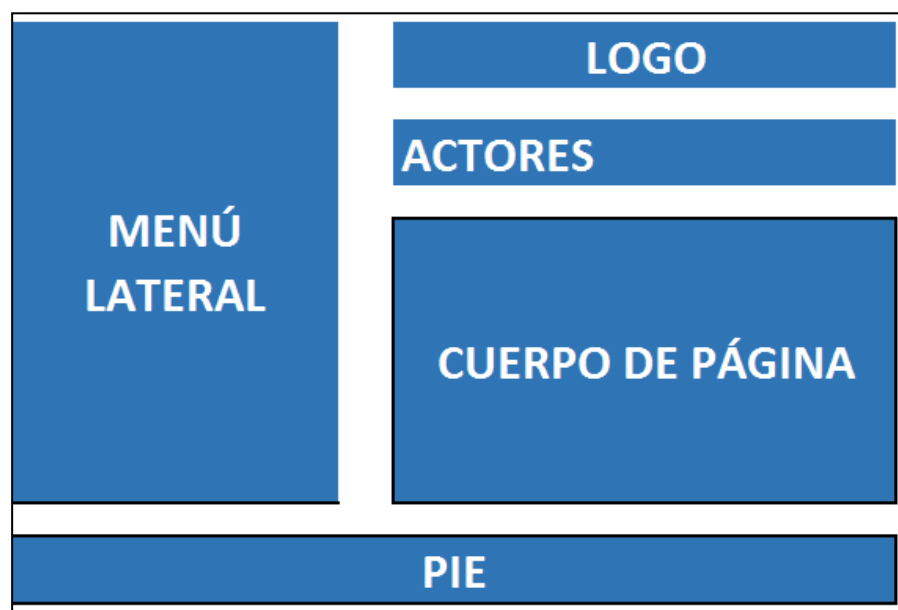 MENÚ
LATERAL
LOGO
ACTORES
CUERPO DE PÁGINA
PIE